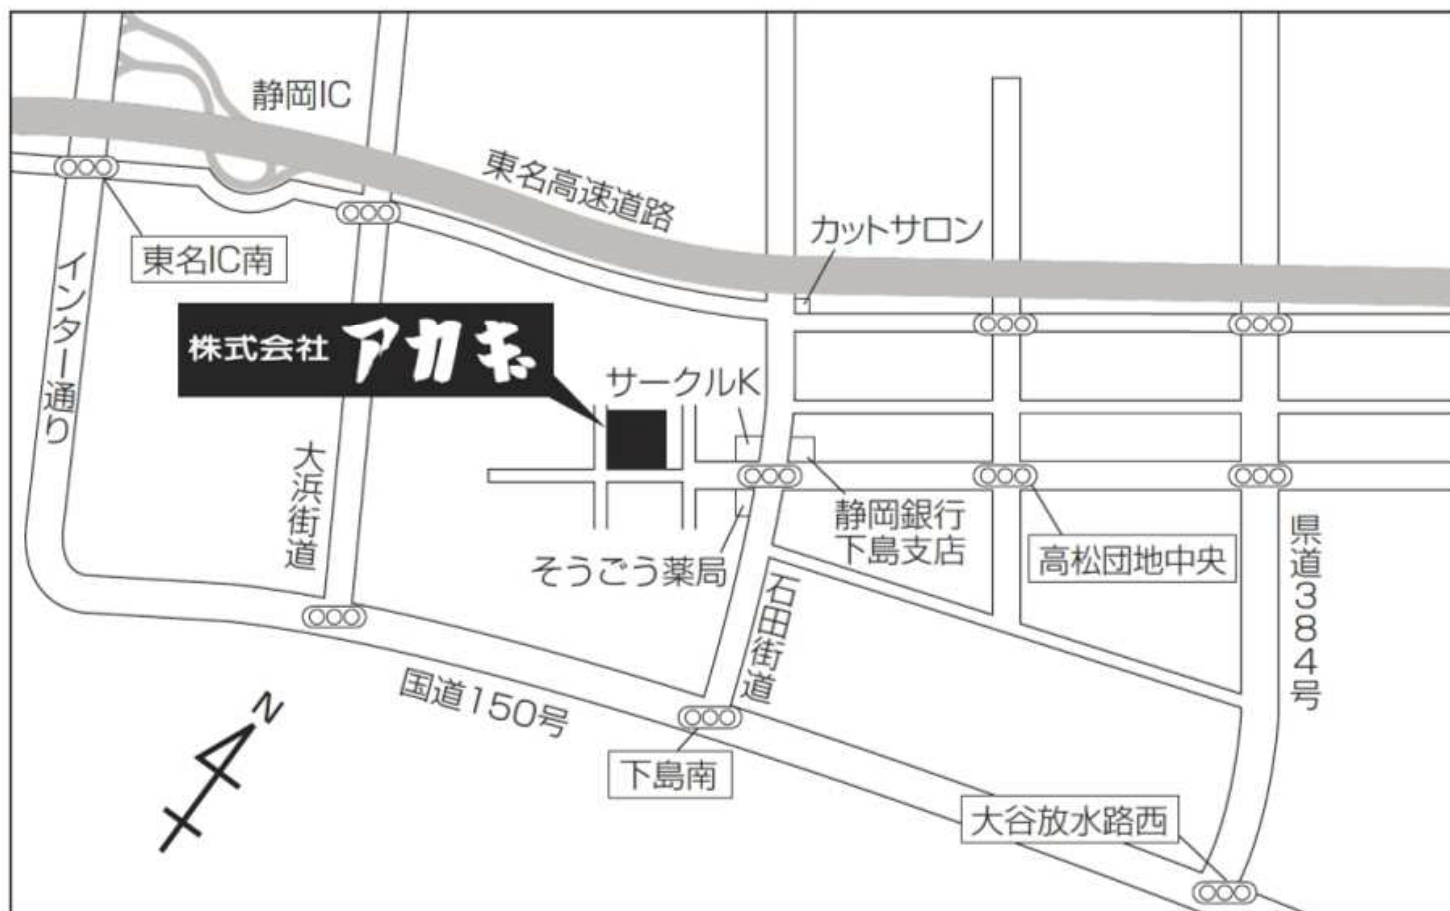 静岡IC
東名高速道路
カットサロン
東名IC南
インター通り
株式会社 アカギ
サークルK
大浜街道
静岡銀行
下島支店
高松団地中央
県道384号
そうごう薬局
石田街道
国道150号
N
下島南
大谷放水路西